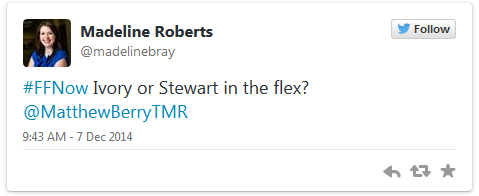 Madeline Roberts
Follow
@madelinebray
#FFNow Ivory or Stewart in the flex?
@MatthewBerryTMR
9:43 AM - 7 Dec 2014